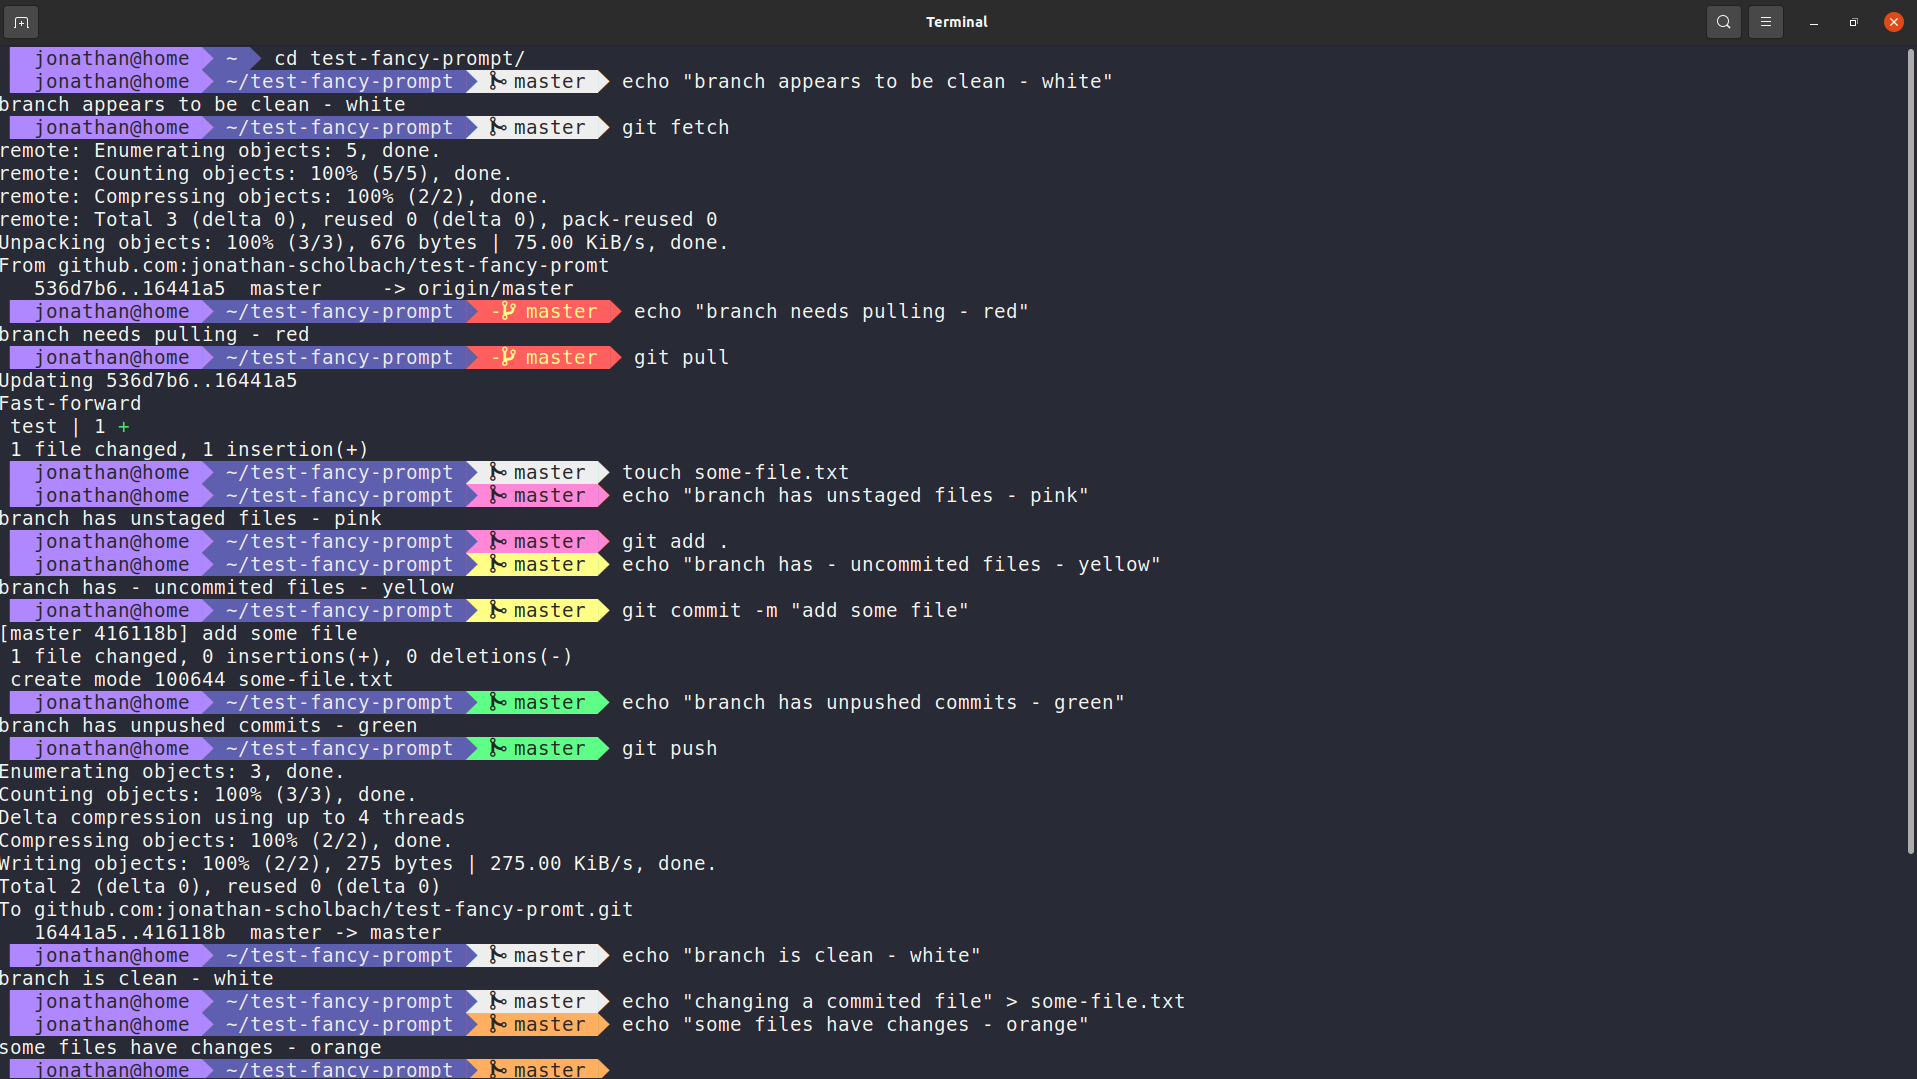 Terminal
jonathan@home ~ cd test-fancy-prompt/
jonathan@home ~/test-fancy-prompt master echo "branch appears to be clean - white"
branch appears to be clean - white
jonathan@home ~/test-fancy-prompt master git fetch
remote: Enumerating objects: 5, done.
remote: Counting objects: 100% (5/5), done.
remote: Compressing objects: 100% (2/2), done.
remote: Total 3 (delta 0), reused 0 (delta 0), pack-reused 0
Unpacking objects: 100% (3/3), 676 bytes | 75.00 KiB/s, done.
From github.com:jonathan-scholbach/test-fancy-promt
536d7b6..16441a5 master -> origin/master
jonathan@home ~/test-fancy-prompt - master echo "branch needs pulling - red"
branch needs pulling - red
jonathan@home ~/test-fancy-prompt - master git pull
Updating 536d7b6..16441a5
Fast-forward
test | 1 +
1 file changed, 1 insertion(+)
jonathan@home ~/test-fancy-prompt master touch some-file.txt
jonathan@home ~/test-fancy-prompt master echo "branch has unstaged files - pink"
branch has unstaged files - pink
jonathan@home ~/test-fancy-prompt master git add .
jonathan@home ~/test-fancy-prompt master echo "branch has - uncommited files - yellow"
branch has - uncommited files - yellow
jonathan@home ~/test-fancy-prompt master git commit -m "add some file"
[master 416118b] add some file
1 file changed, 0 insertions(+), 0 deletions(-)
create mode 100644 some-file.txt
jonathan@home ~/test-fancy-prompt master echo "branch has unpushed commits - green"
branch has unpushed commits - green
jonathan@home ~/test-fancy-prompt master git push
Enumerating objects: 3, done.
Counting objects: 100% (3/3), done.
Delta compression using up to 4 threads
Compressing objects: 100% (2/2), done.
Writing objects: 100% (2/2), 275 bytes | 275.00 KiB/s, done.
Total 2 (delta 0), reused 0 (delta 0)
To github.com:jonathan-scholbach/test-fancy-promt.git
16441a5..416118b master -> master
jonathan@home ~/test-fancy-prompt master echo "branch is clean - white"
branch is clean - white
jonathan@home ~/test-fancy-prompt master echo "changing a commited file" > some-file.txt
jonathan@home ~/test-fancy-prompt master echo "some files have changes - orange"
some files have changes - orange
jonathan@home ~/test-fancy-prompt master